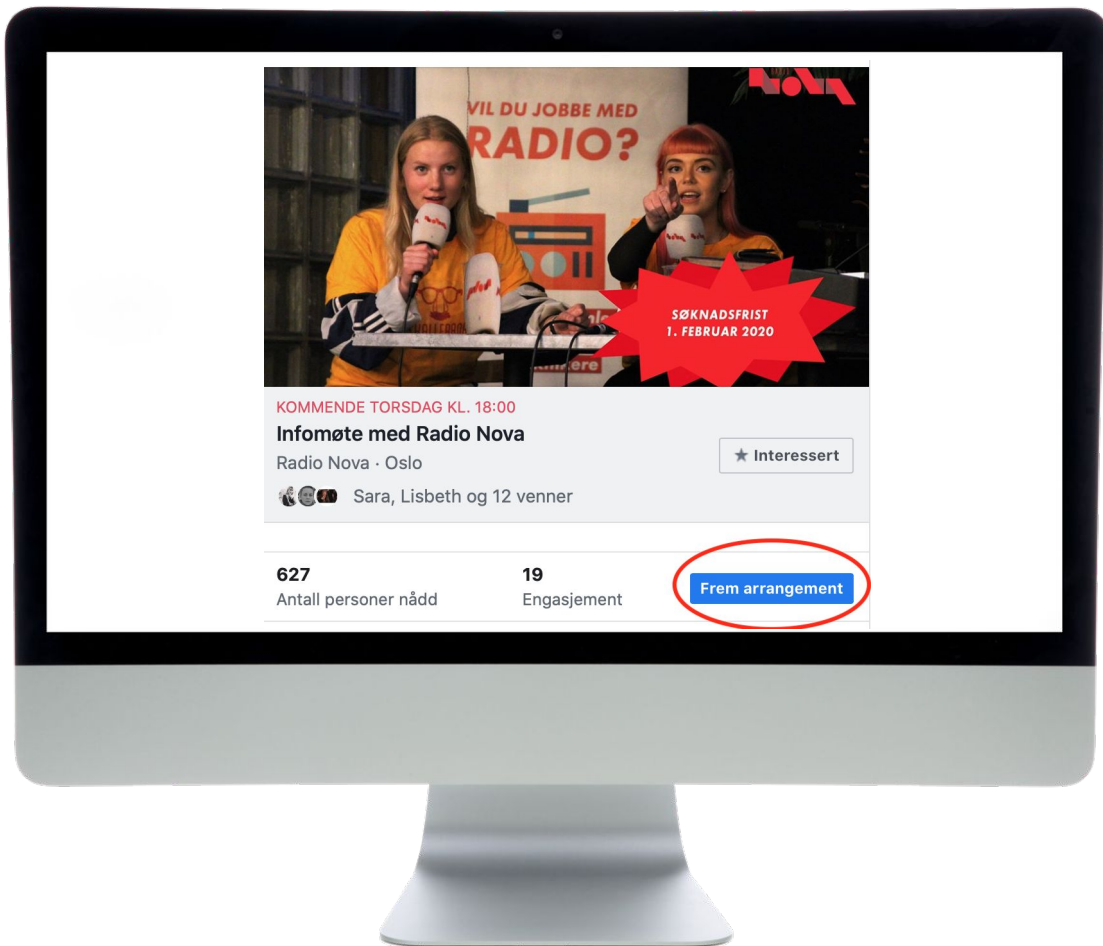 VIL DU JOBBE MED
RADIO?
SØKNADSFRIST
1. FEBRUAR 2020
KOMMENDE TORSDAG KL. 18:00
Infomøte med Radio Nova
Radio Nova · Oslo
★ Interessert
Sara, Lisbeth og 12 venner
627
Antall personer nådd
19
Engasjement
Frem arrangement